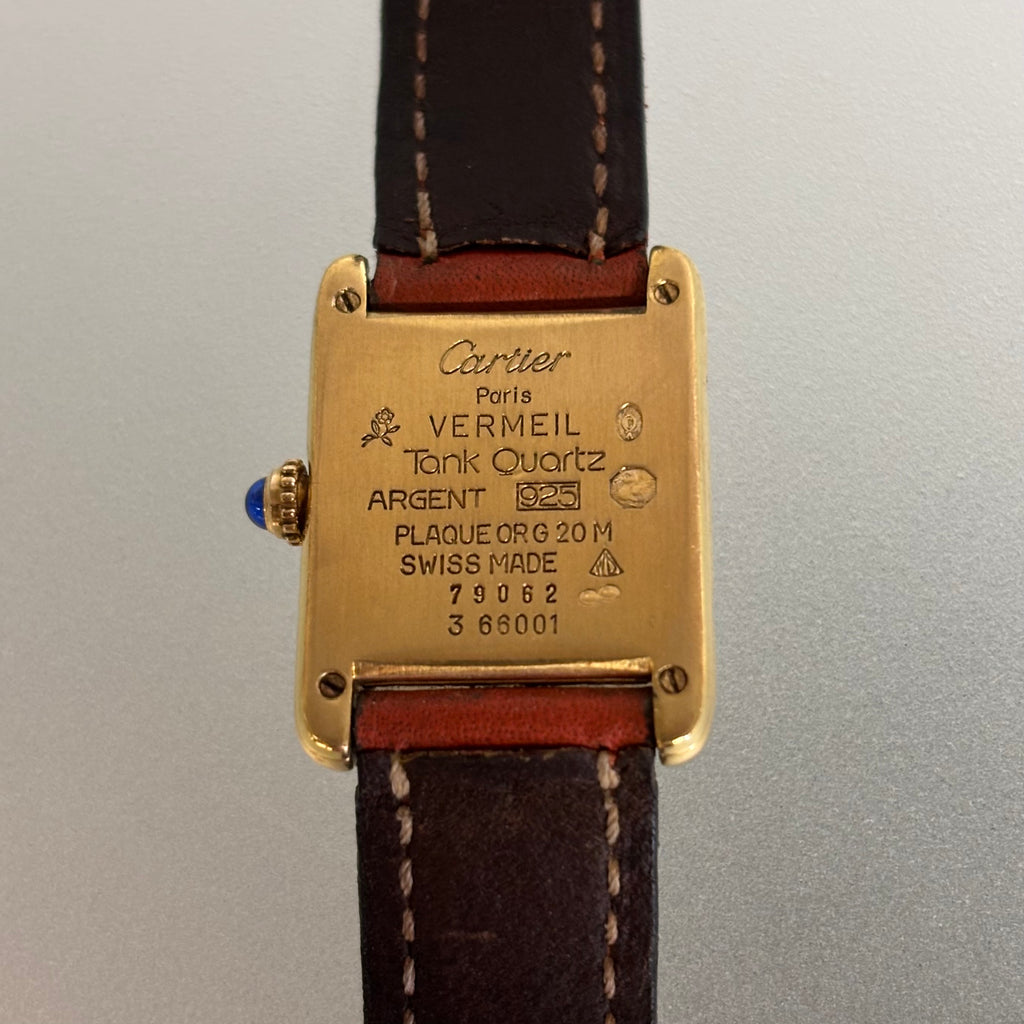 Cartier
Paris
VERMEIL
Tank Quartz
ARGENT 925
PLAQUE OR G 20 M
SWISS MADE
79062
3 66001